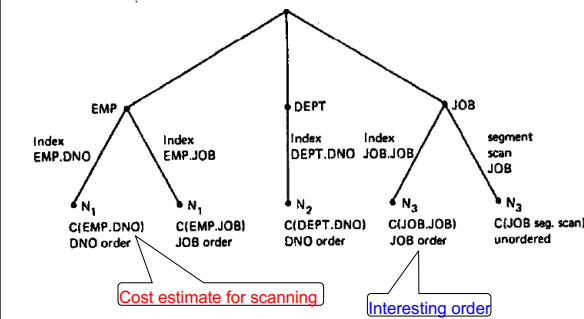 EMP
DEPT
JOB
Index
EMP.DNO
Index
EMP.JOB
Index
DEPT.DNO
Index
JOB.JOB
segment
scan
JOB
N1
C(EMP.DNO)
DNO order
N1
C(EMP.JOB)
JOB order
N2
C(DEPT.DNO)
DNO order
N3
C(JOB.JOB)
JOB order
N3
C(JOB seg. scan)
unordered
Cost estimate for scanning
Interesting order